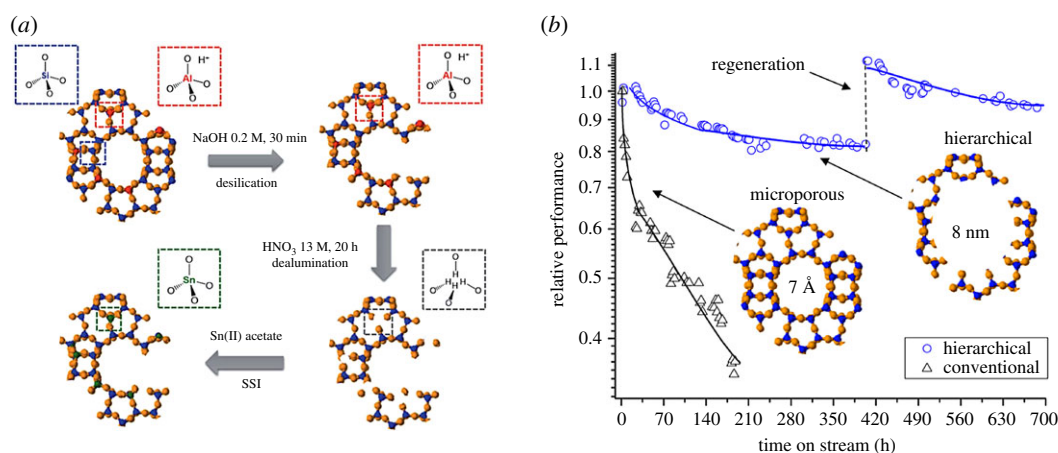 (a)
O
Si
O
O
O
O
H⁺
Al
O
O
O
NaOH 0.2 M, 30 min
desilication
O
H⁺
Al
O
O
O
HNO₃ 13 M, 20 h
dealumination
O
H
H
H
H
O
O
O
Sn(II) acetate
SSI
O
Sn
O
O
O
(b)
relative performance
1.1
1.0
0.9
0.8
0.7
0.6
0.5
0.4
regeneration
hierarchical
8 nm
microporous
7 Å
hierarchical
conventional
0 70 140 210 280 350 420 490 560 630 700
time on stream (h)